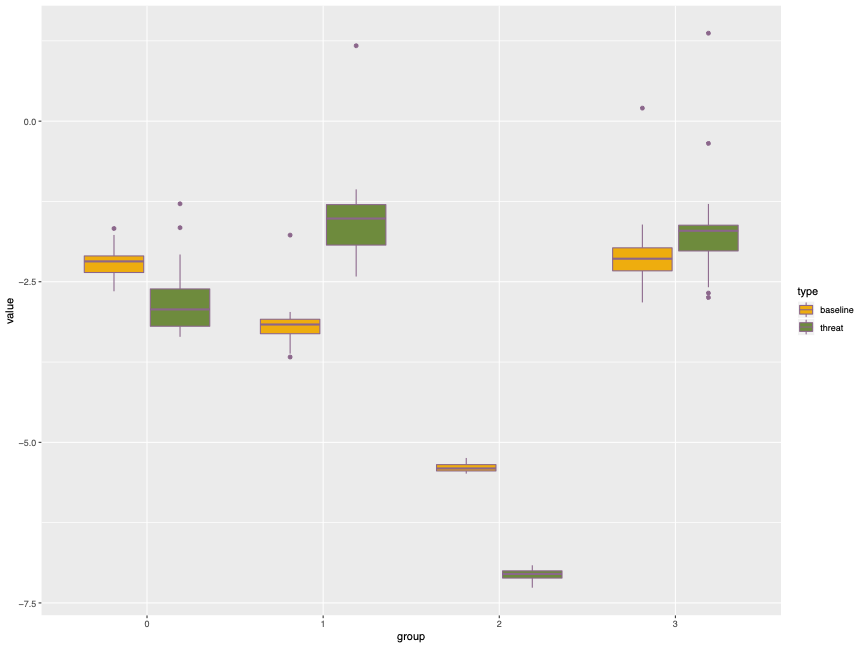 0.0
−2.5
−5.0
−7.5
value
0
1
2
3
group
type
baseline
threat